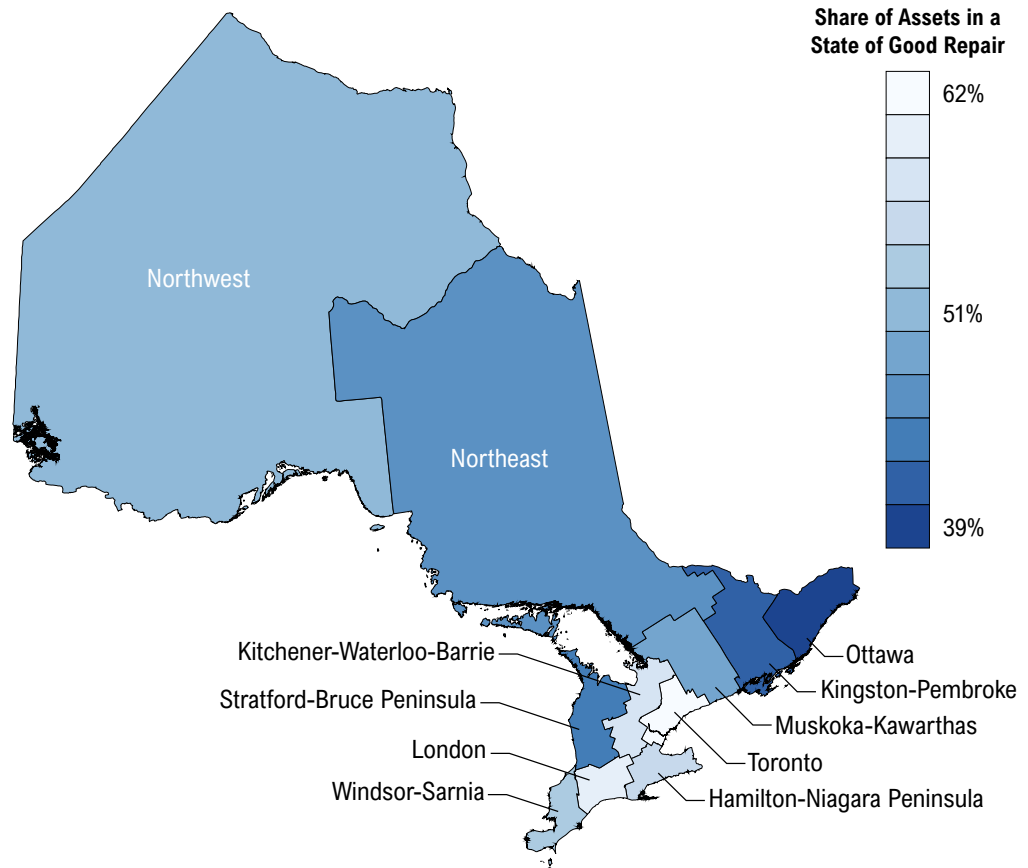 Share of Assets in a
State of Good Repair
62%
51%
39%
Northwest
Northeast
Kitchener-Waterloo-Barrie
Stratford-Bruce Peninsula
London
Windsor-Sarnia
Ottawa
Kingston-Pembroke
Muskoka-Kawarthas
Toronto
Hamilton-Niagara Peninsula